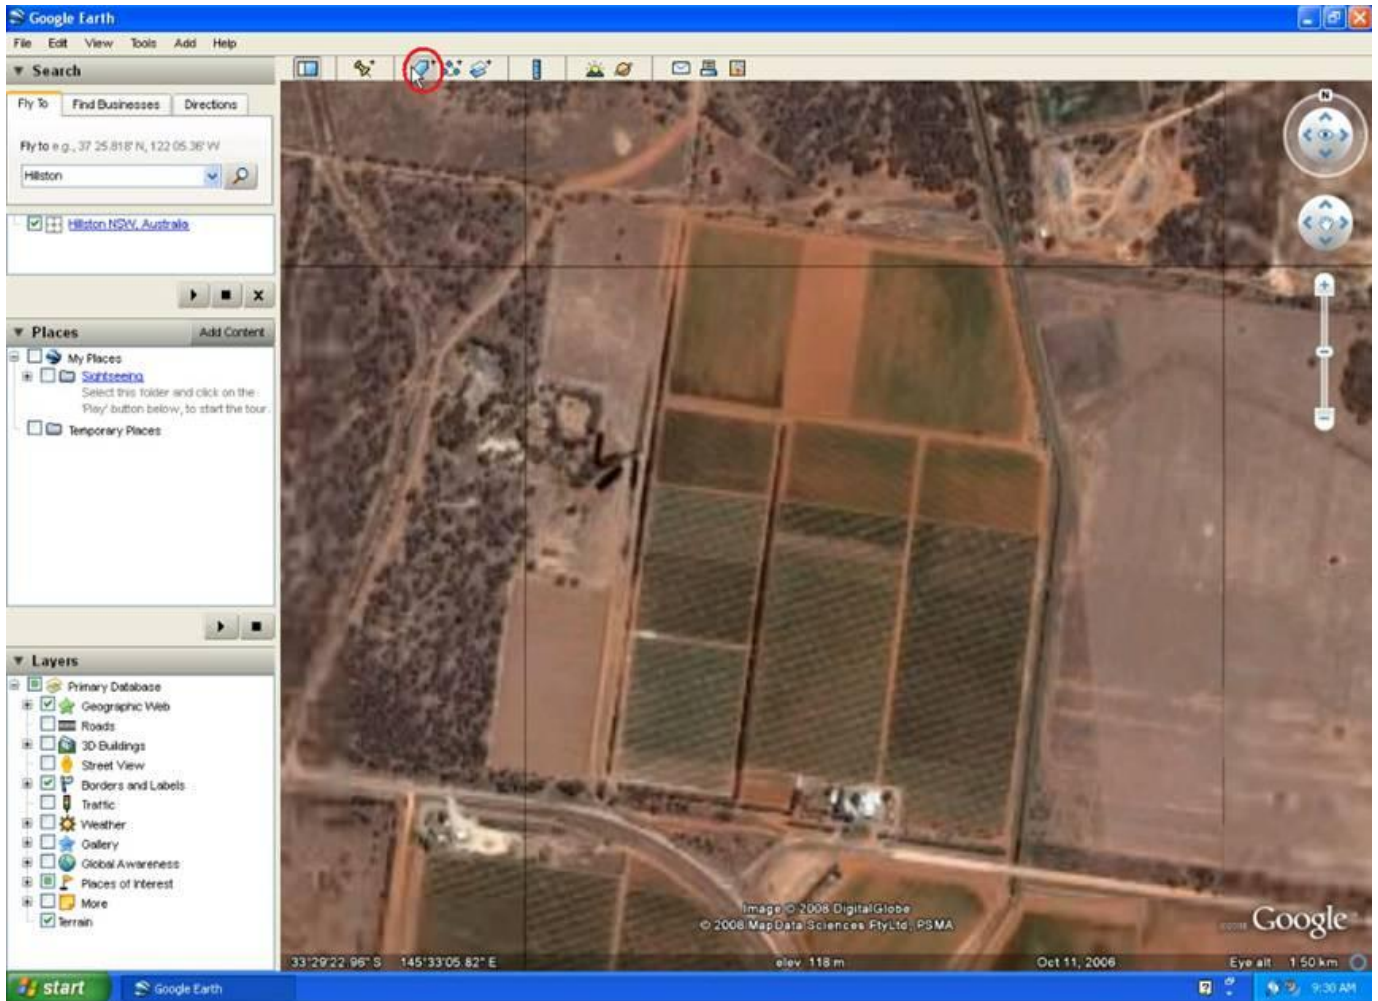 Google Earth
File Edit View Tools Add Help
Search
Fly To Find Businesses Directions
Fly to e.g., 37 25.818' N, 122 05.36' W
Hillston
Hillston NSW, Australia
Places Add Content
My Places
Sightseeing
Select this folder and click on the
'Play' button below, to start the tour.
Temporary Places
Layers
Primary Database
Geographic Web
Roads
3D Buildings
Street View
Borders and Labels
Traffic
Weather
Gallery
Global Awareness
Places of Interest
More
Terrain
N
Image © 2008 DigitalGlobe
© 2008 MapData Sciences PtyLtd, PSMA
Google
33°29'22.96" S 145°33'05.82" E elev 118 m Oct 11, 2006 Eye alt 1.50 km
start Google Earth 9:30 AM